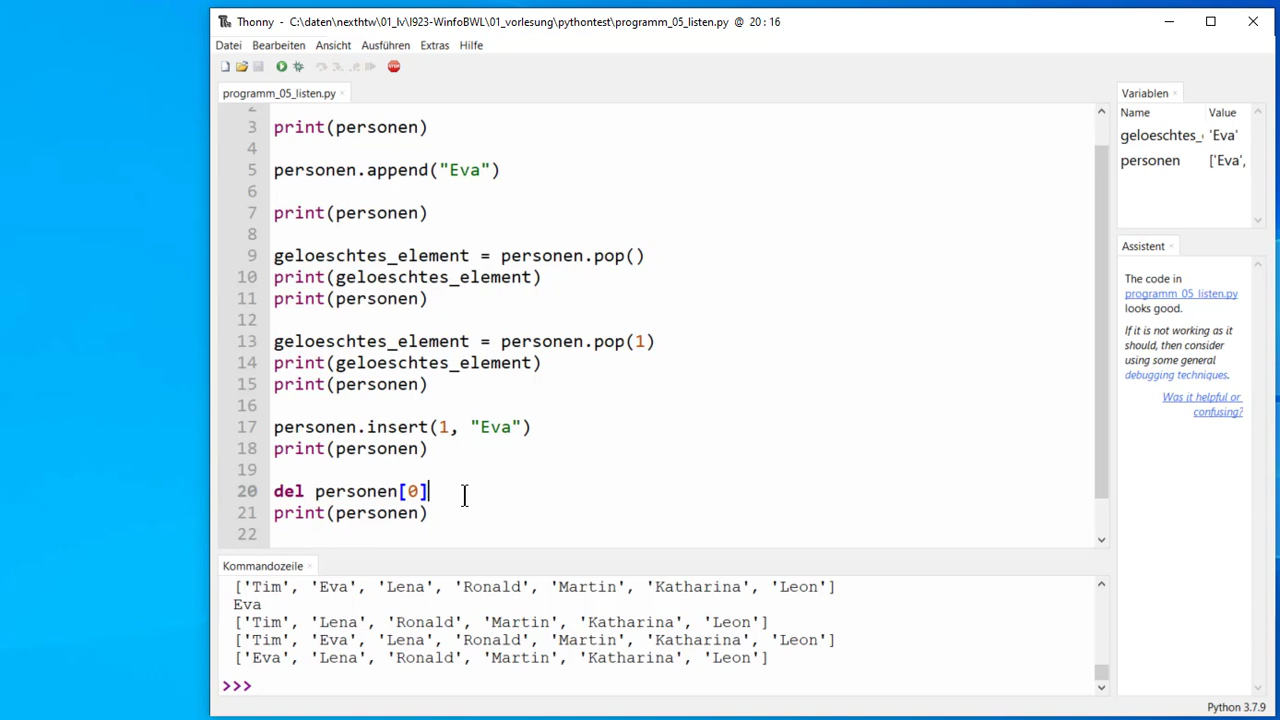 Thonny - C:\daten\nexthtw\01_lv\I923-WinfoBWL\01_vorlesung\pythontest\programm_05_listen.py @ 20 : 16
Datei Bearbeiten Ansicht Ausführen Extras Hilfe
STOP
programm_05_listen.py
2
3 print(personen)
4
5 personen.append("Eva")
6
7 print(personen)
8
9 geloeschtes_element = personen.pop()
10 print(geloeschtes_element)
11 print(personen)
12
13 geloeschtes_element = personen.pop(1)
14 print(geloeschtes_element)
15 print(personen)
16
17 personen.insert(1, "Eva")
18 print(personen)
19
20 del personen[0]
21 print(personen)
22
Kommandozeile
['Tim', 'Eva', 'Lena', 'Ronald', 'Martin', 'Katharina', 'Leon']
Eva
['Tim', 'Lena', 'Ronald', 'Martin', 'Katharina', 'Leon']
['Tim', 'Eva', 'Lena', 'Ronald', 'Martin', 'Katharina', 'Leon']
['Eva', 'Lena', 'Ronald', 'Martin', 'Katharina', 'Leon']
>>>
Variablen
Name Value
geloeschtes_ 'Eva'
personen ['Eva',
Assistent
The code in
programm_05_listen.py
looks good.
If it is not working as it
should, then consider
using some general
debugging techniques.
Was it helpful or
confusing?
Python 3.7.9